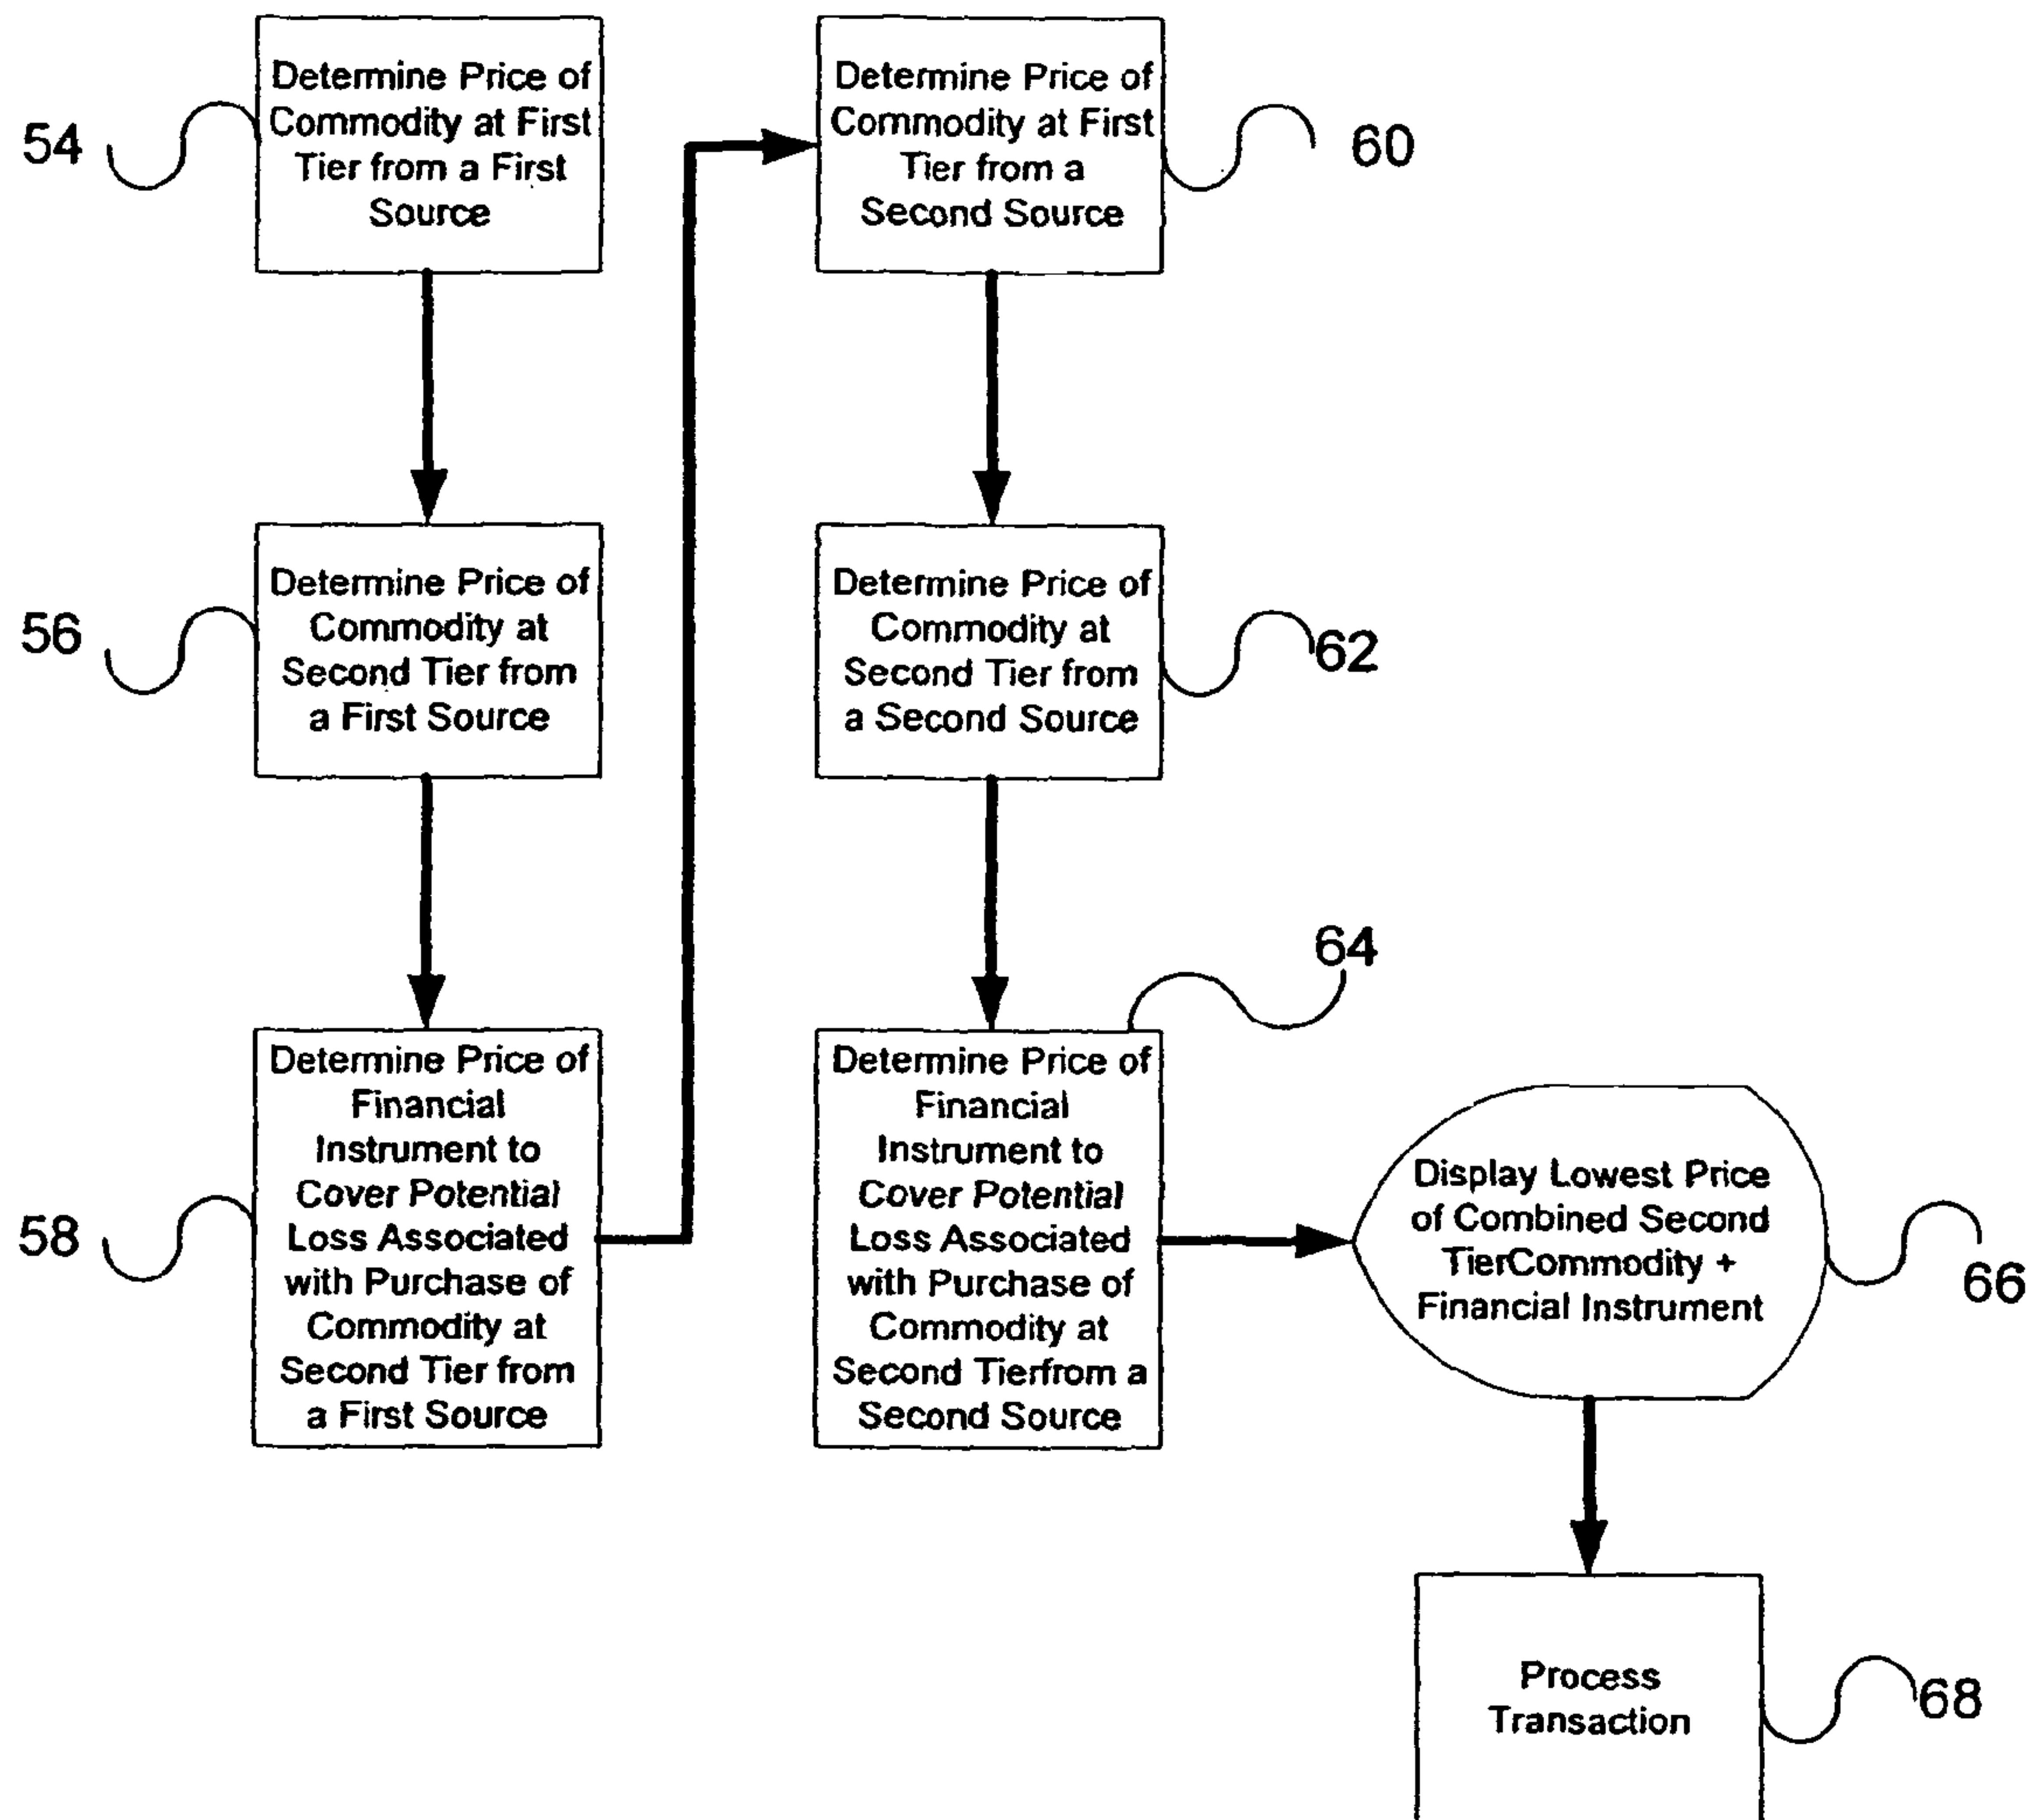 54
Determine Price of
Commodity at First
Tier from a First
Source
56
Determine Price of
Commodity at
Second Tier from
a First Source
58
Determine Price of
Financial
Instrument to
Cover Potential
Loss Associated
with Purchase of
Commodity at
Second Tier from
a First Source
Determine Price of
Commodity at First
Tier from a
Second Source
60
Determine Price of
Commodity at
Second Tier from
a Second Source
62
64
Determine Price of
Financial
Instrument to
Cover Potential
Loss Associated
with Purchase of
Commodity at
Second Tierfrom a
Second Source
Display Lowest Price
of Combined Second
TierCommodity +
Financial Instrument
66
Process
Transaction
68